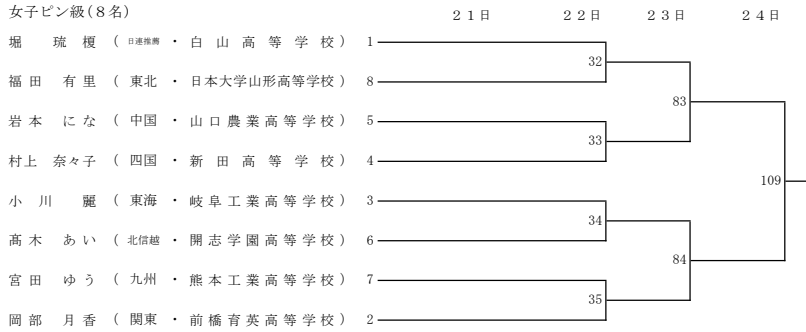 女子ピン級(8名) 21日 22日 23日 24日
堀 琉榎 ( 日連推薦 ・ 白山高等学校 ) 1
32
福田 有里 ( 東北 ・ 日本大学山形高等学校 ) 8
83
岩本 にな ( 中国 ・ 山口農業高等学校 ) 5
33
村上 奈々子 ( 四国 ・ 新田高等学校 ) 4
109
小川 麗 ( 東海 ・ 岐阜工業高等学校 ) 3
34
髙木 あい ( 北信越 ・ 開志学園高等学校 ) 6
84
宮田 ゆう ( 九州 ・ 熊本工業高等学校 ) 7
35
岡部 月香 ( 関東 ・ 前橋育英高等学校 ) 2